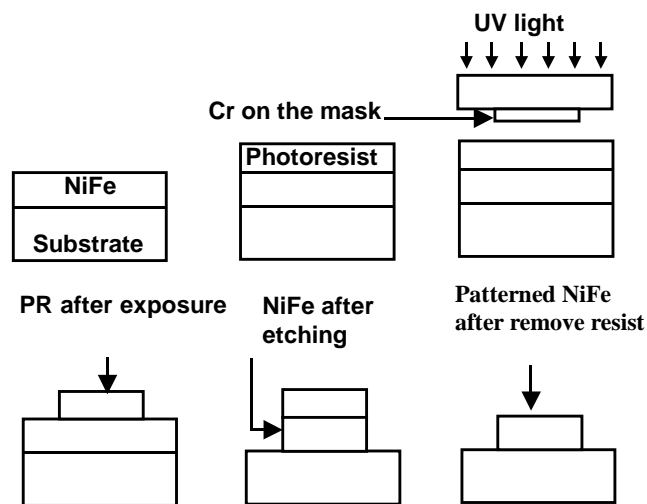 UV light
Cr on the mask
Photoresist
NiFe
Substrate
PR after exposure
NiFe after
etching
Patterned NiFe
after remove resist